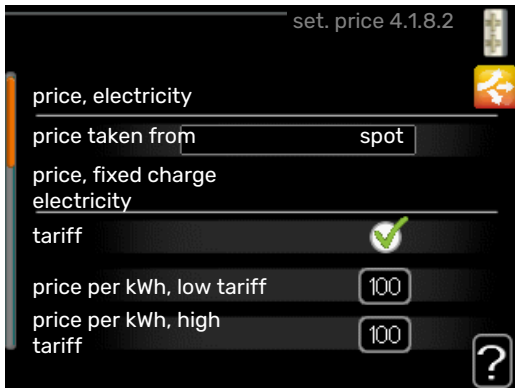 set. price 4.1.8.2
price, electricity
price taken from spot
price, fixed charge
electricity
tariff
price per kWh, low tariff 100
price per kWh, high
tariff 100
?